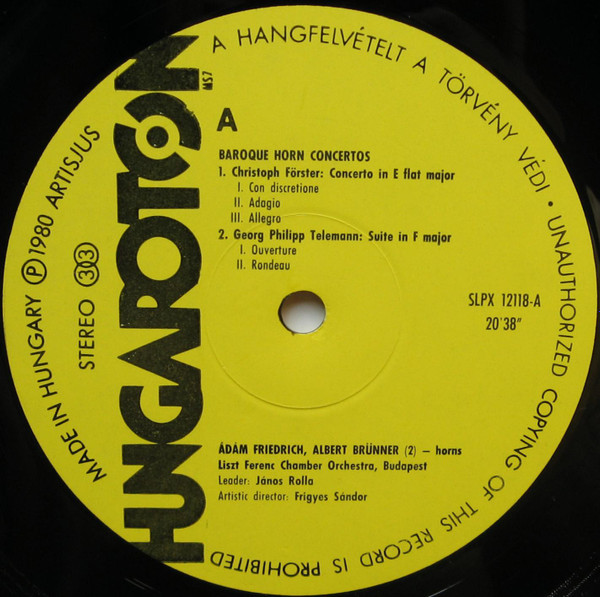 HUNGAROTON
MS7
A HANGFELVÉTELT A TÖRVÉNY VÉDI • UNAUTHORIZED COPYING OF THIS RECORD IS PROHIBITED
MADE IN HUNGARY Ⓟ 1980 ARTISJUS
STEREO 33
A
BAROQUE HORN CONCERTOS
1. Christoph Förster: Concerto in E flat major
I. Con discretione
II. Adagio
III. Allegro
2. Georg Philipp Telemann: Suite in F major
I. Ouverture
II. Rondeau
SLPX 12118-A
20'38"
ÁDÁM FRIEDRICH, ALBERT BRÜNNER (2) — horns
Liszt Ferenc Chamber Orchestra, Budapest
Leader: János Rolla
Artistic director: Frigyes Sándor